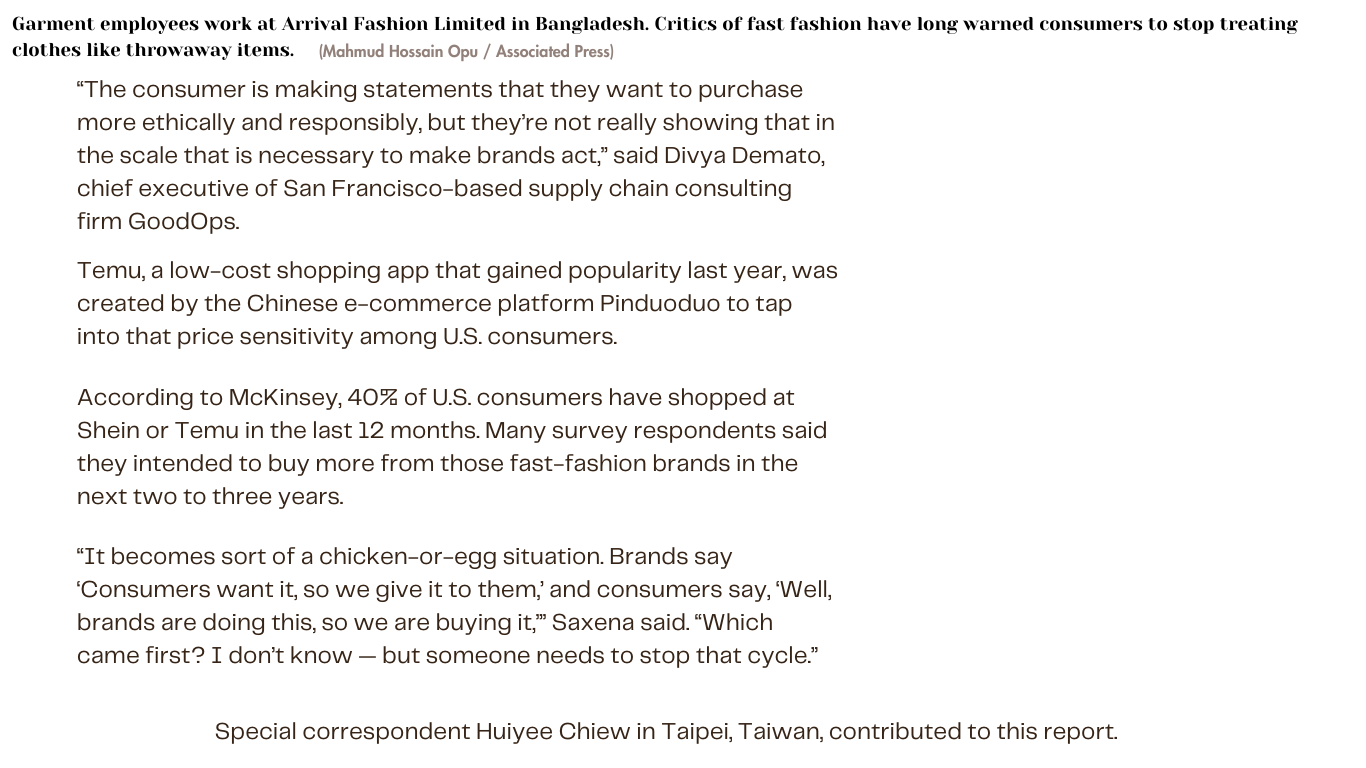 Garment employees work at Arrival Fashion Limited in Bangladesh. Critics of fast fashion have long warned consumers to stop treating
clothes like throwaway items. (Mahmud Hossain Opu / Associated Press)
“The consumer is making statements that they want to purchase
more ethically and responsibly, but they’re not really showing that in
the scale that is necessary to make brands act,” said Divya Demato,
chief executive of San Francisco-based supply chain consulting
firm GoodOps.
Temu, a low-cost shopping app that gained popularity last year, was
created by the Chinese e-commerce platform Pinduoduo to tap
into that price sensitivity among U.S. consumers.
According to McKinsey, 40% of U.S. consumers have shopped at
Shein or Temu in the last 12 months. Many survey respondents said
they intended to buy more from those fast-fashion brands in the
next two to three years.
“It becomes sort of a chicken-or-egg situation. Brands say
‘Consumers want it, so we give it to them,’ and consumers say, ‘Well,
brands are doing this, so we are buying it,’” Saxena said. “Which
came first? I don’t know — but someone needs to stop that cycle.”
Special correspondent Huiyee Chiew in Taipei, Taiwan, contributed to this report.